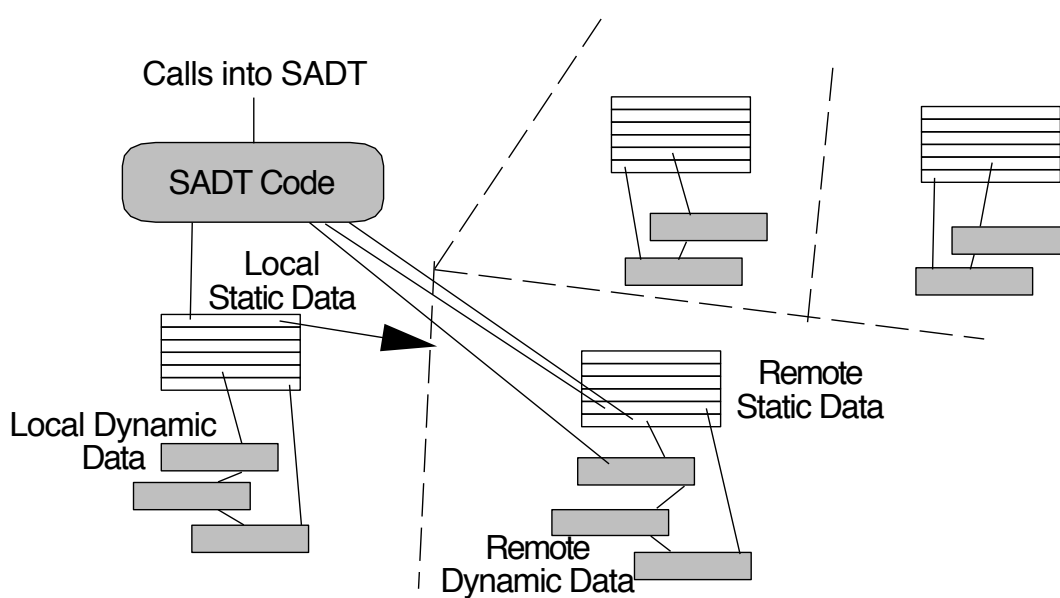 Calls into SADT
SADT Code
Local
Static Data
Remote
Static Data
Local Dynamic
Data
Remote
Dynamic Data